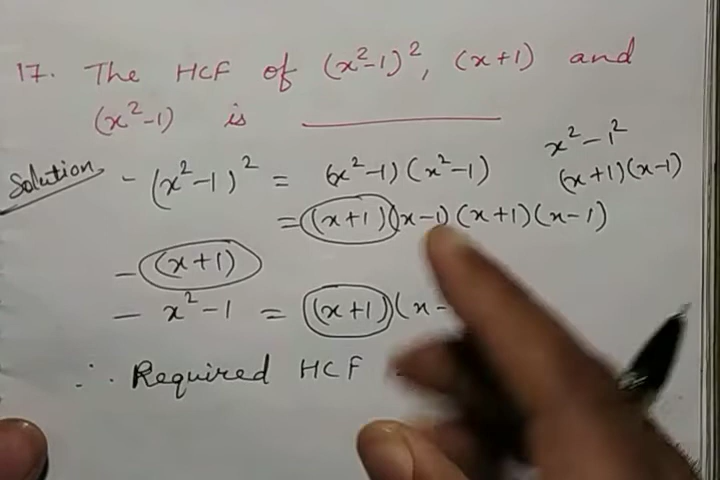 17. The HCF of (x²-1)², (x+1) and
(x²-1) is ________
Solution
x² - 1²
(x+1)(x-1)
- (x²-1)² = (x²-1)(x²-1)
= (x+1)(x-1)(x+1)(x-1)
- (x+1)
- x²-1 = (x+1)(x-
∴ Required HCF